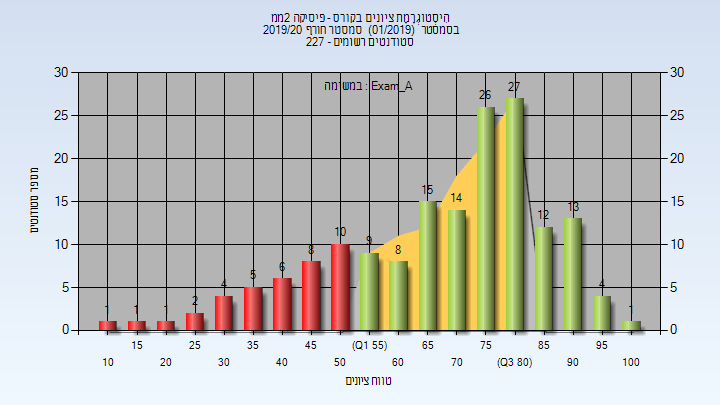 היסטוגרמת ציונים בקורס - פיסיקה 2ממ
בסמסטר (01/2019) סמסטר חורף 2019/20
סטודנטים רשומים - 227
במשימה : Exam_A
30 25 20 15 10 5 0
מספר סטודנטים
1 1 1 2 4 5 6 8 10 9 8 15 14 26 27 12 13 4 1
30 25 20 15 10 5 0
15 25 35 45 (Q1 55) 65 75 85 95
10 20 30 40 50 60 70 (Q3 80) 90 100
טווח ציונים